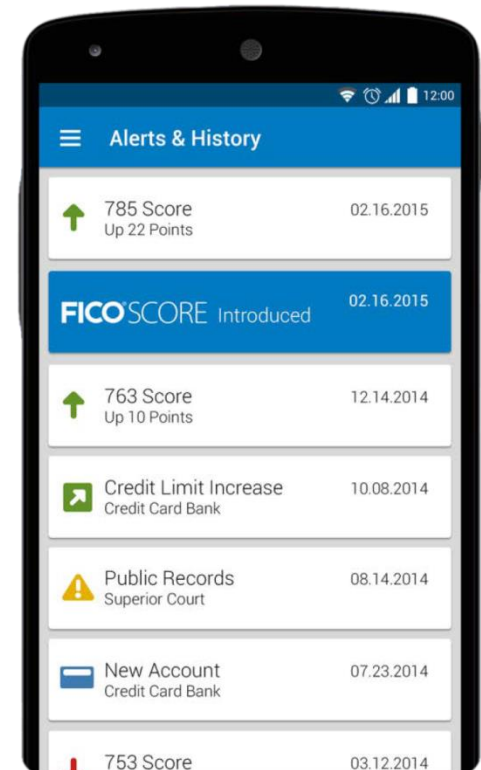 12:00
Alerts & History
785 Score
02.16.2015
Up 22 Points
FICO® SCORE Introduced
02.16.2015
763 Score
12.14.2014
Up 10 Points
Credit Limit Increase
10.08.2014
Credit Card Bank
Public Records
08.14.2014
Superior Court
New Account
07.23.2014
Credit Card Bank
753 Score
03.12.2014